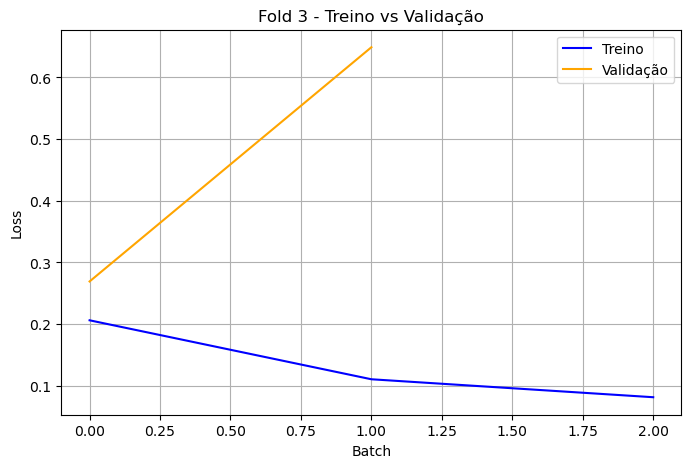 Fold 3 - Treino vs Validação
Treino
Validação
Loss
0.6
0.5
0.4
0.3
0.2
0.1
0.00 0.25 0.50 0.75 1.00 1.25 1.50 1.75 2.00
Batch